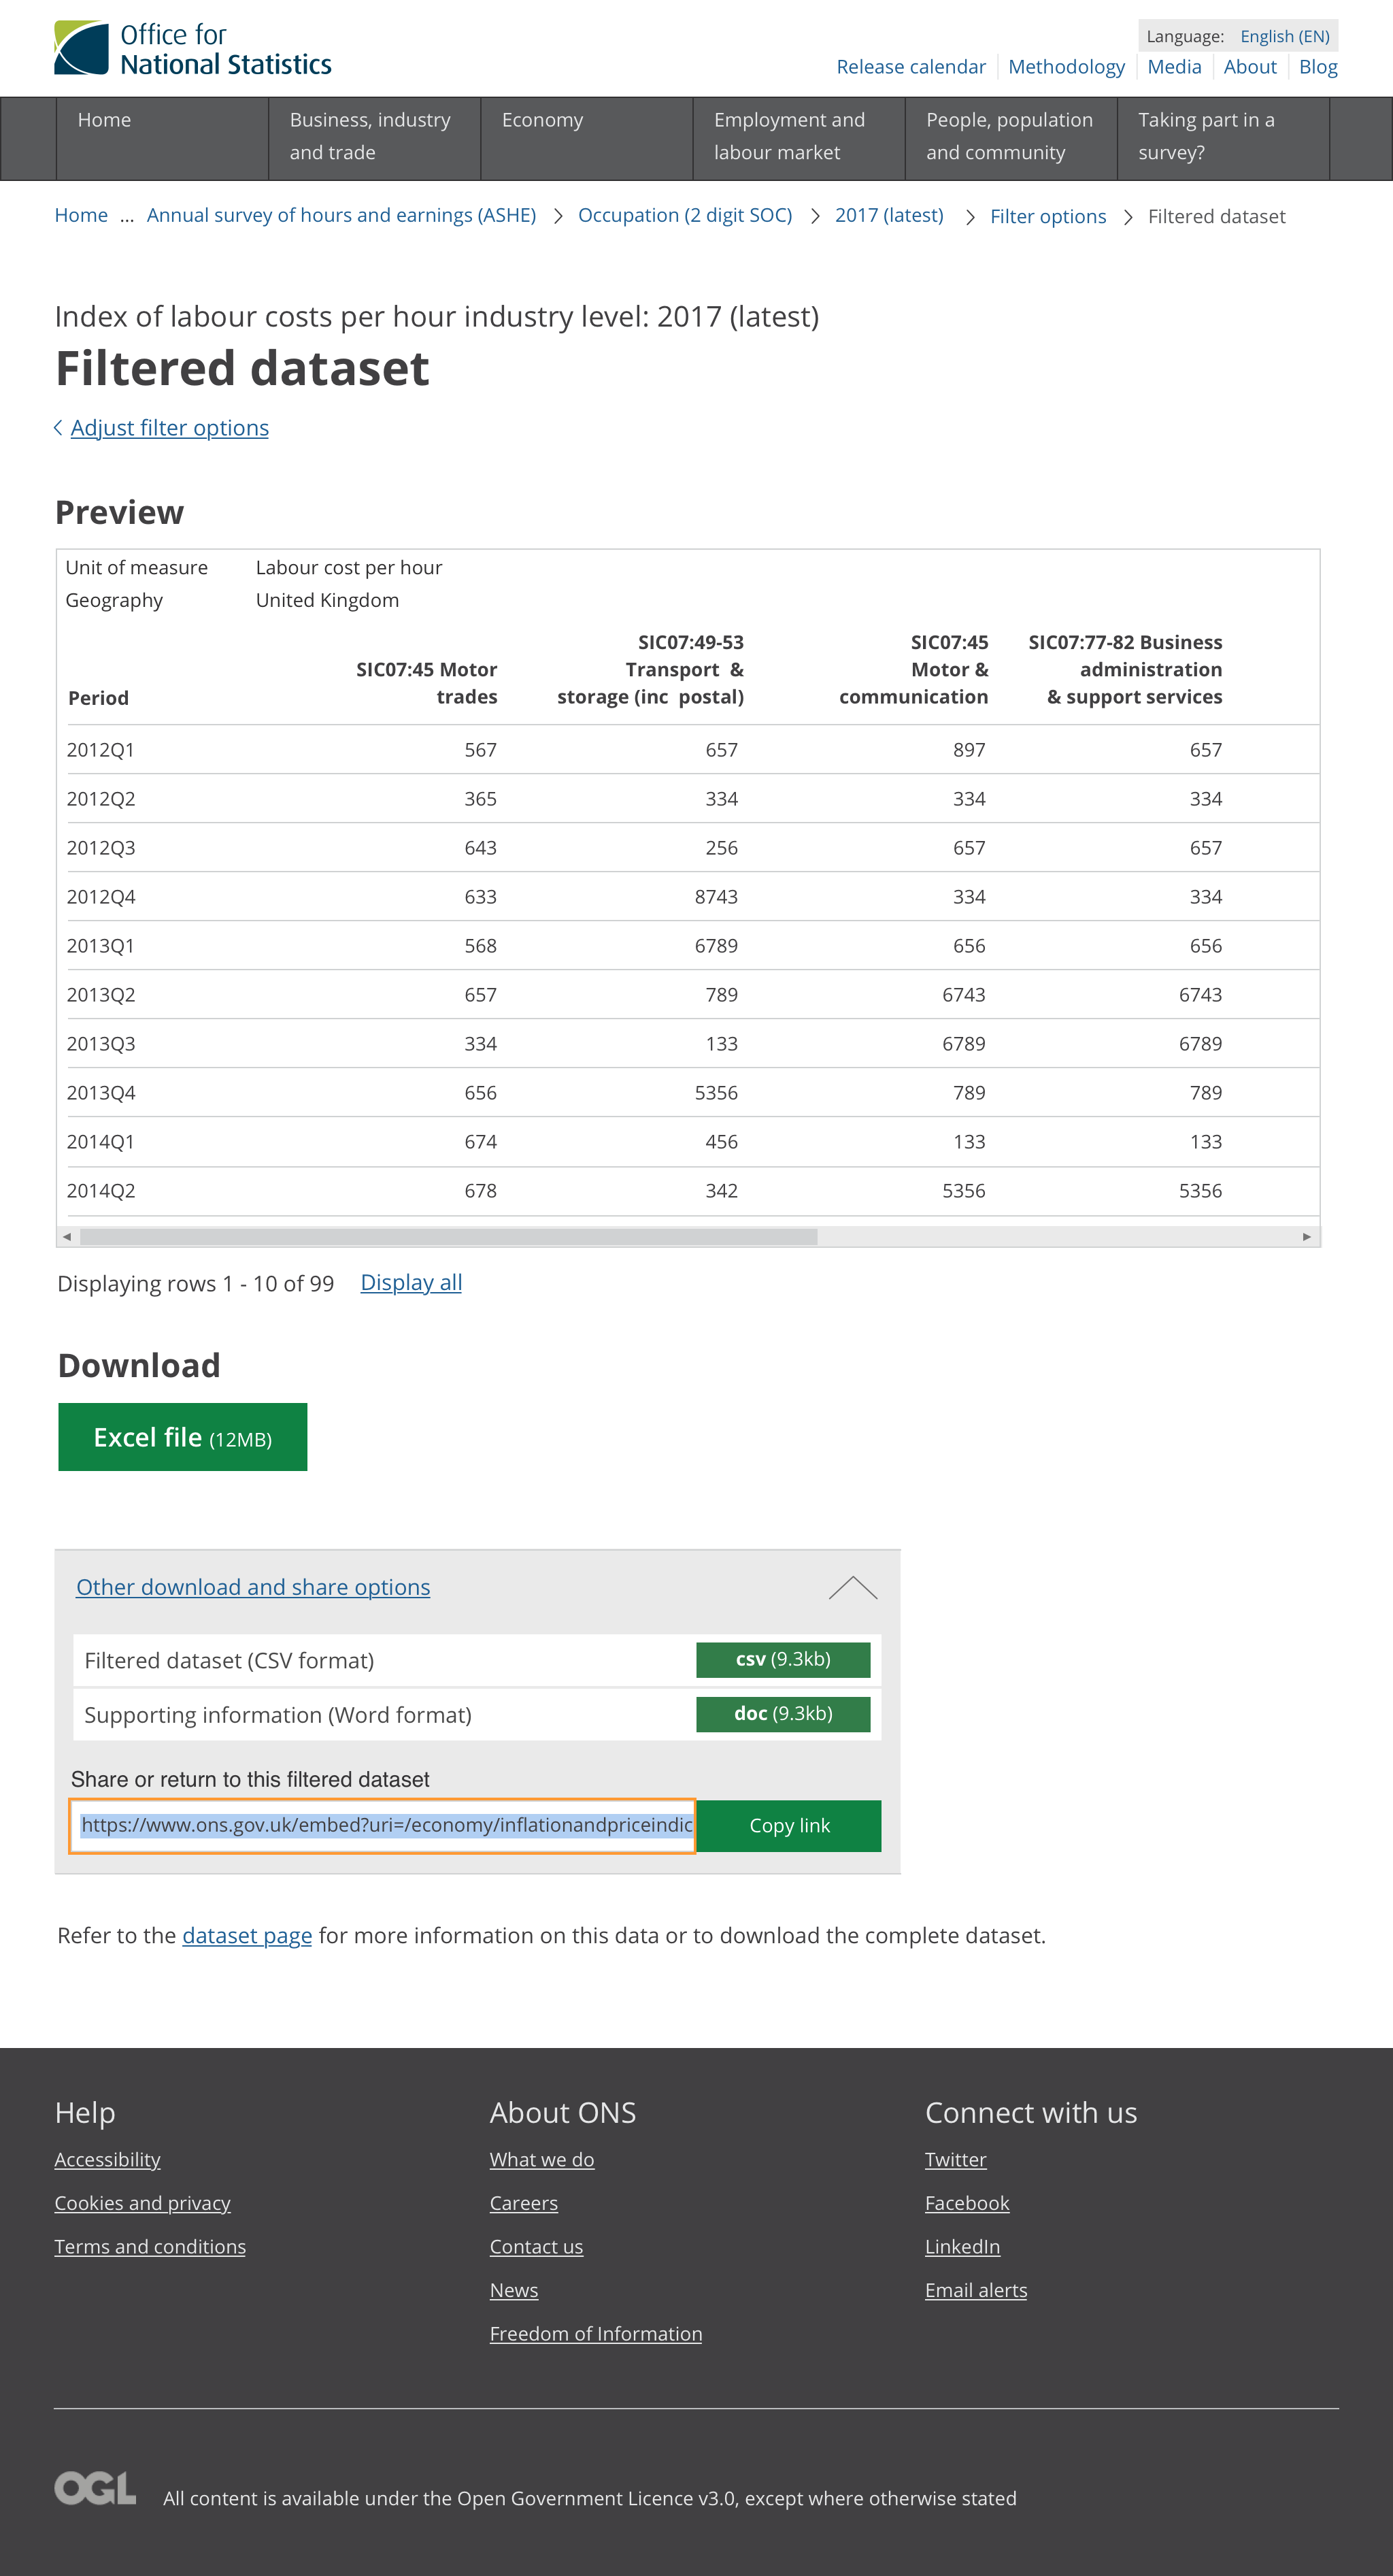 Office for
National Statistics
Language: English (EN)
Release calendar Methodology Media About Blog
Home Business, industry and trade Economy Employment and labour market People, population and community Taking part in a survey?
Home ... Annual survey of hours and earnings (ASHE) > Occupation (2 digit SOC) > 2017 (latest) > Filter options > Filtered dataset
Index of labour costs per hour industry level: 2017 (latest)
Filtered dataset
< Adjust filter options
Preview
Unit of measure Labour cost per hour
Geography United Kingdom
Period SIC07:45 Motor trades SIC07:49-53 Transport & storage (inc postal) SIC07:45 Motor & communication SIC07:77-82 Business administration & support services
2012Q1 567 657 897 657
2012Q2 365 334 334 334
2012Q3 643 256 657 657
2012Q4 633 8743 334 334
2013Q1 568 6789 656 656
2013Q2 657 789 6743 6743
2013Q3 334 133 6789 6789
2013Q4 656 5356 789 789
2014Q1 674 456 133 133
2014Q2 678 342 5356 5356
Displaying rows 1 - 10 of 99 Display all
Download
Excel file (12MB)
Other download and share options
Filtered dataset (CSV format) csv (9.3kb)
Supporting information (Word format) doc (9.3kb)
Share or return to this filtered dataset
https://www.ons.gov.uk/embed?uri=/economy/inflationandpriceindic Copy link
Refer to the dataset page for more information on this data or to download the complete dataset.
Help
Accessibility
Cookies and privacy
Terms and conditions
About ONS
What we do
Careers
Contact us
News
Freedom of Information
Connect with us
Twitter
Facebook
LinkedIn
Email alerts
OGL All content is available under the Open Government Licence v3.0, except where otherwise stated